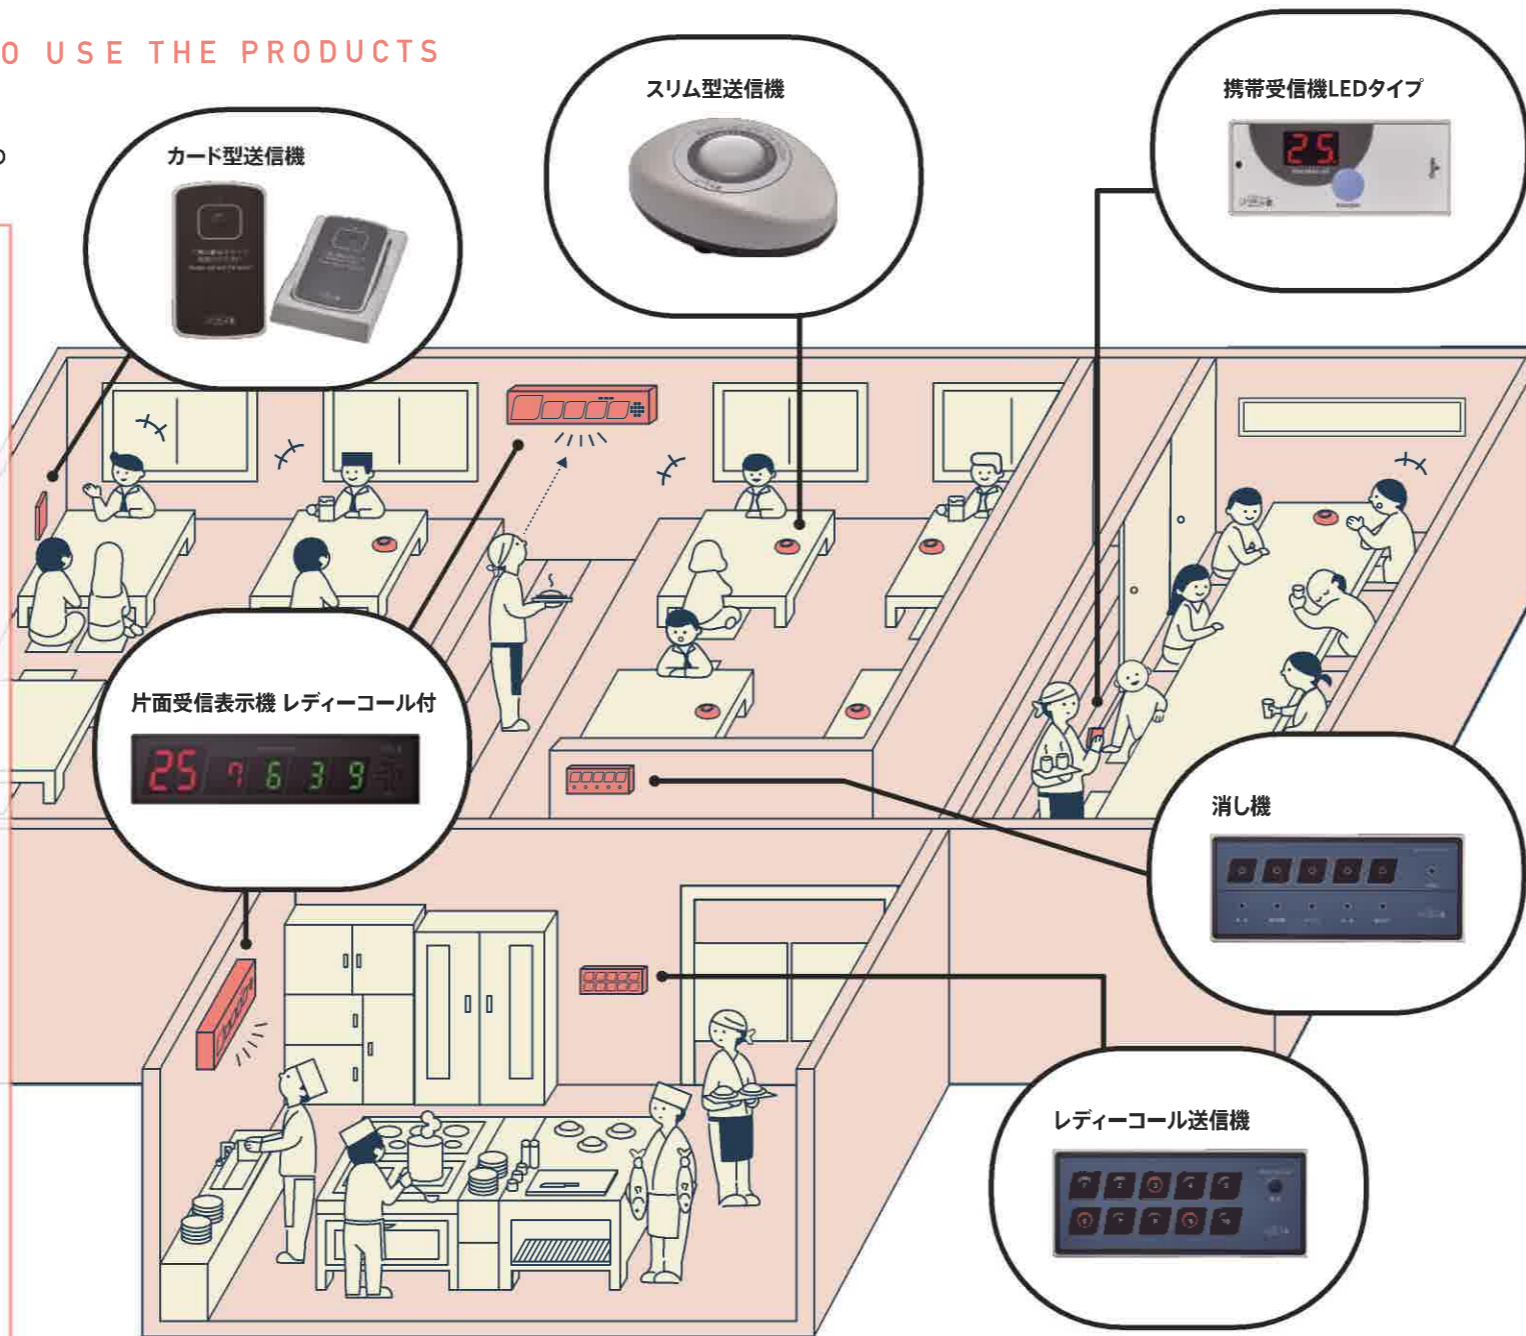 O USE THE PRODUCTS
の
カード型送信機
スリム型送信機
携帯受信機LEDタイプ
25.
片面受信表示機 レディーコール付
25 7 6 3 9
消し機
レディーコール送信機